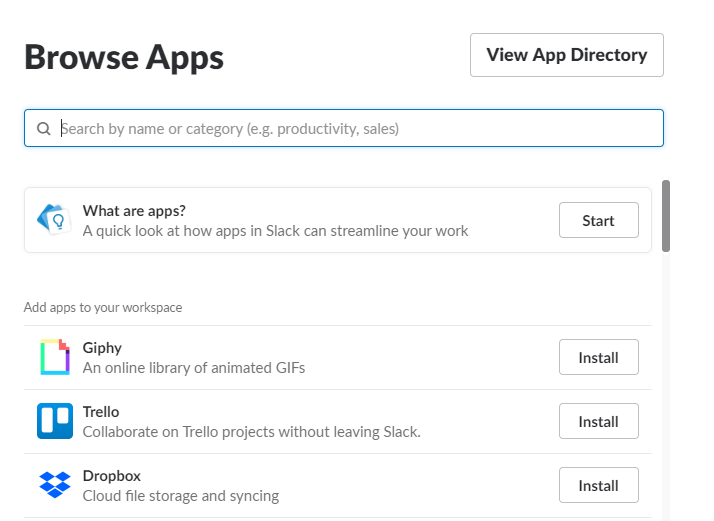 Browse Apps
View App Directory
Search by name or category (e.g. productivity, sales)
What are apps?
A quick look at how apps in Slack can streamline your work
Start
Add apps to your workspace
Giphy
An online library of animated GIFs
Install
Trello
Collaborate on Trello projects without leaving Slack.
Install
Dropbox
Cloud file storage and syncing
Install